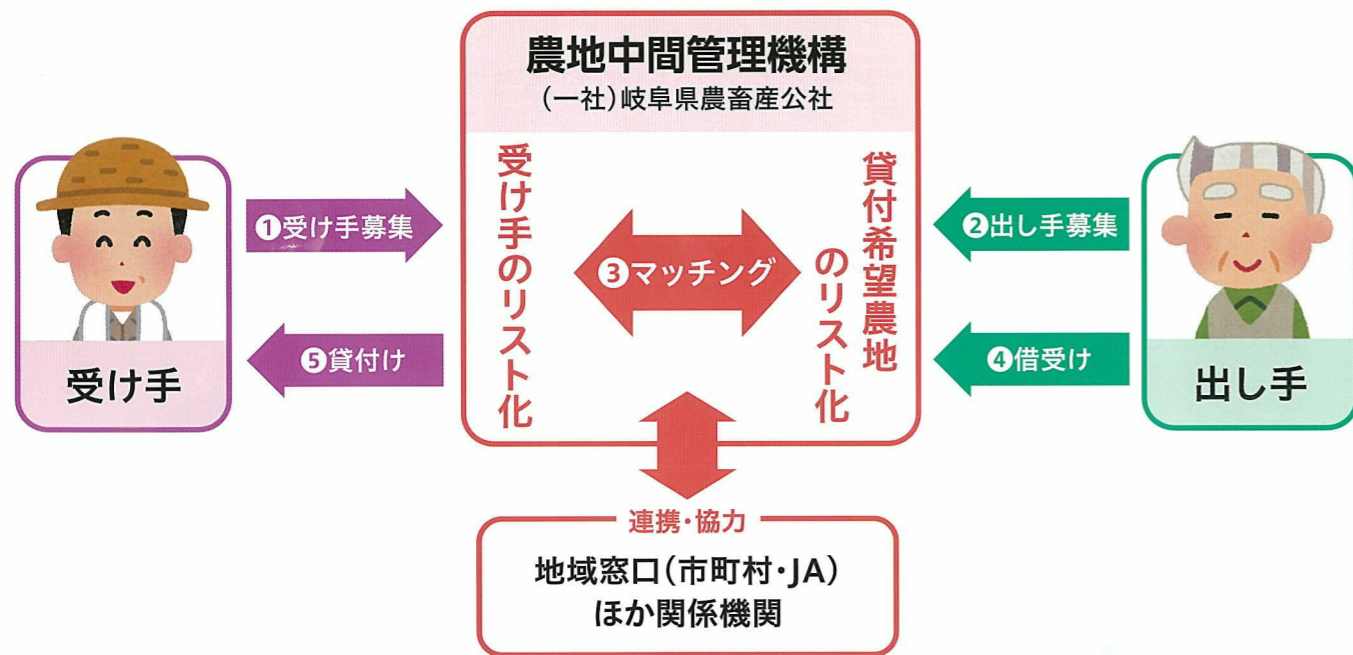 農地中間管理機構
(一社)岐阜県農畜産公社
受け手
❶受け手募集
❺貸付け
受け手のリスト化
❸マッチング
貸付希望農地
のリスト化
❷出し手募集
❹借受け
出し手
連携・協力
地域窓口(市町村・JA)
ほか関係機関